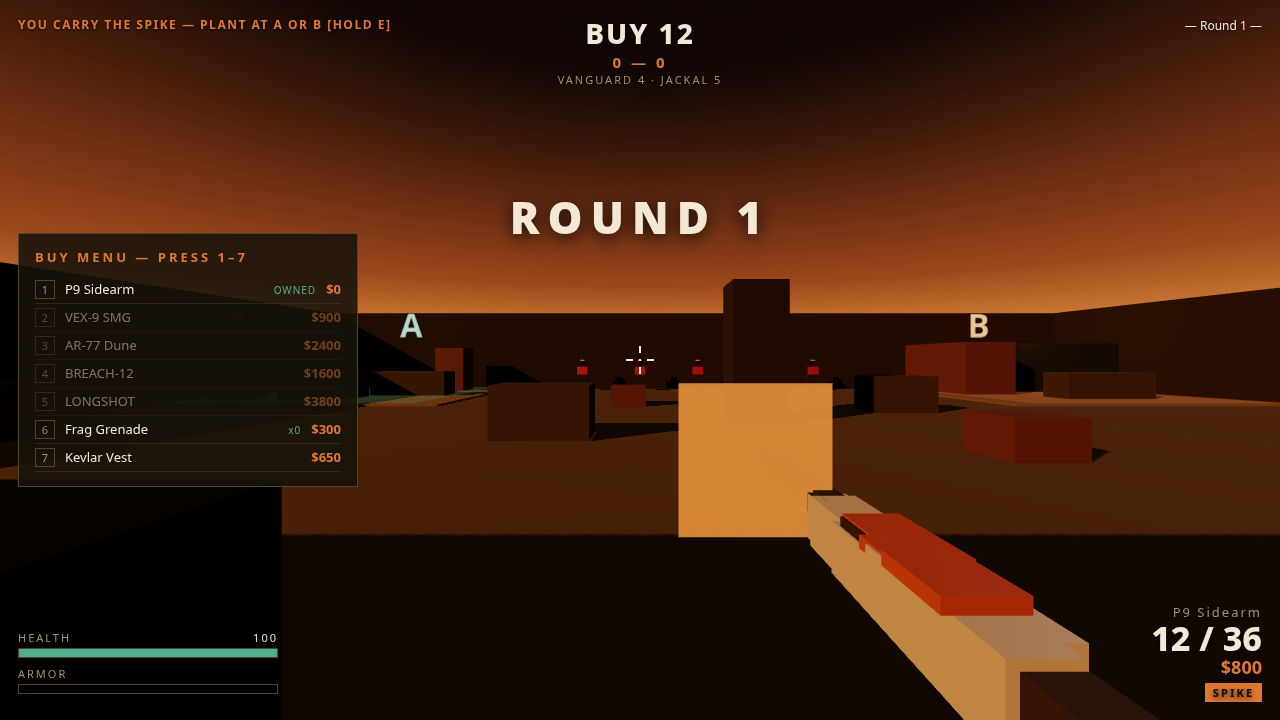 YOU CARRY THE SPIKE — PLANT AT A OR B [HOLD E]
BUY 12
0 — 0
VANGUARD 4 · JACKAL 5
— Round 1 —
ROUND 1
A
B
BUY MENU — PRESS 1–7
1 P9 Sidearm OWNED $0
2 VEX-9 SMG $900
3 AR-77 Dune $2400
4 BREACH-12 $1600
5 LONGSHOT $3800
6 Frag Grenade x0 $300
7 Kevlar Vest $650
HEALTH 100
ARMOR
P9 Sidearm
12 / 36
$800
SPIKE